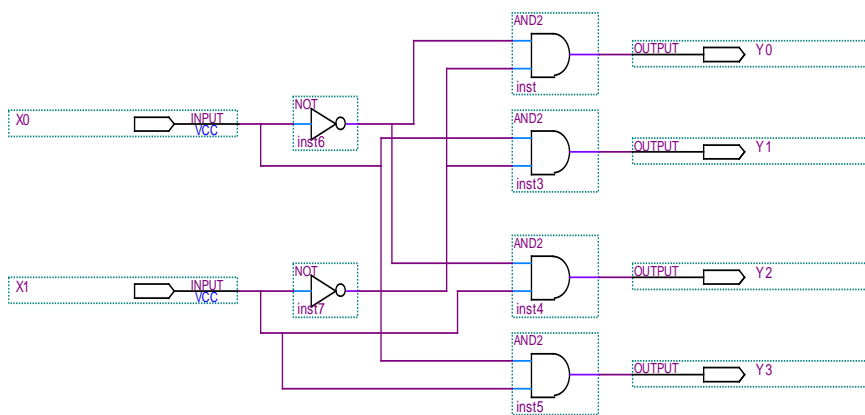 AND2
OUTPUT
Y0
inst
X0
INPUT
VCC
NOT
inst6
AND2
OUTPUT
Y1
inst3
AND2
OUTPUT
Y2
inst4
X1
INPUT
VCC
NOT
inst7
AND2
OUTPUT
Y3
inst5